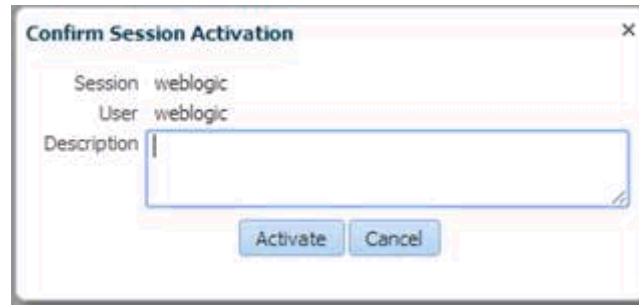 Confirm Session Activation
Session weblogic
User weblogic
Description
Activate Cancel